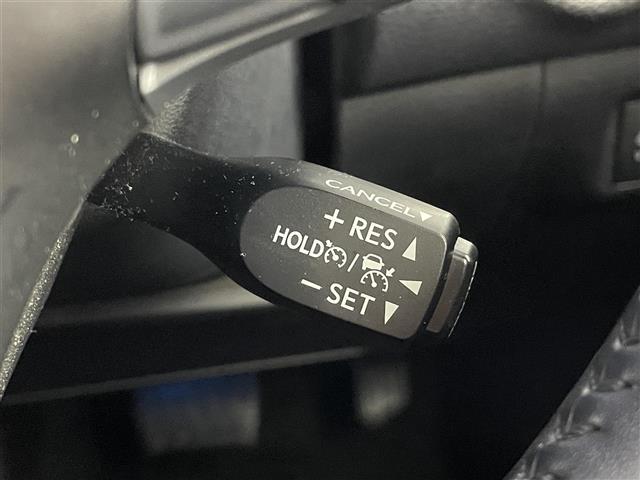 CANCEL▼
+ RES ▲
HOLD /
− SET ▼